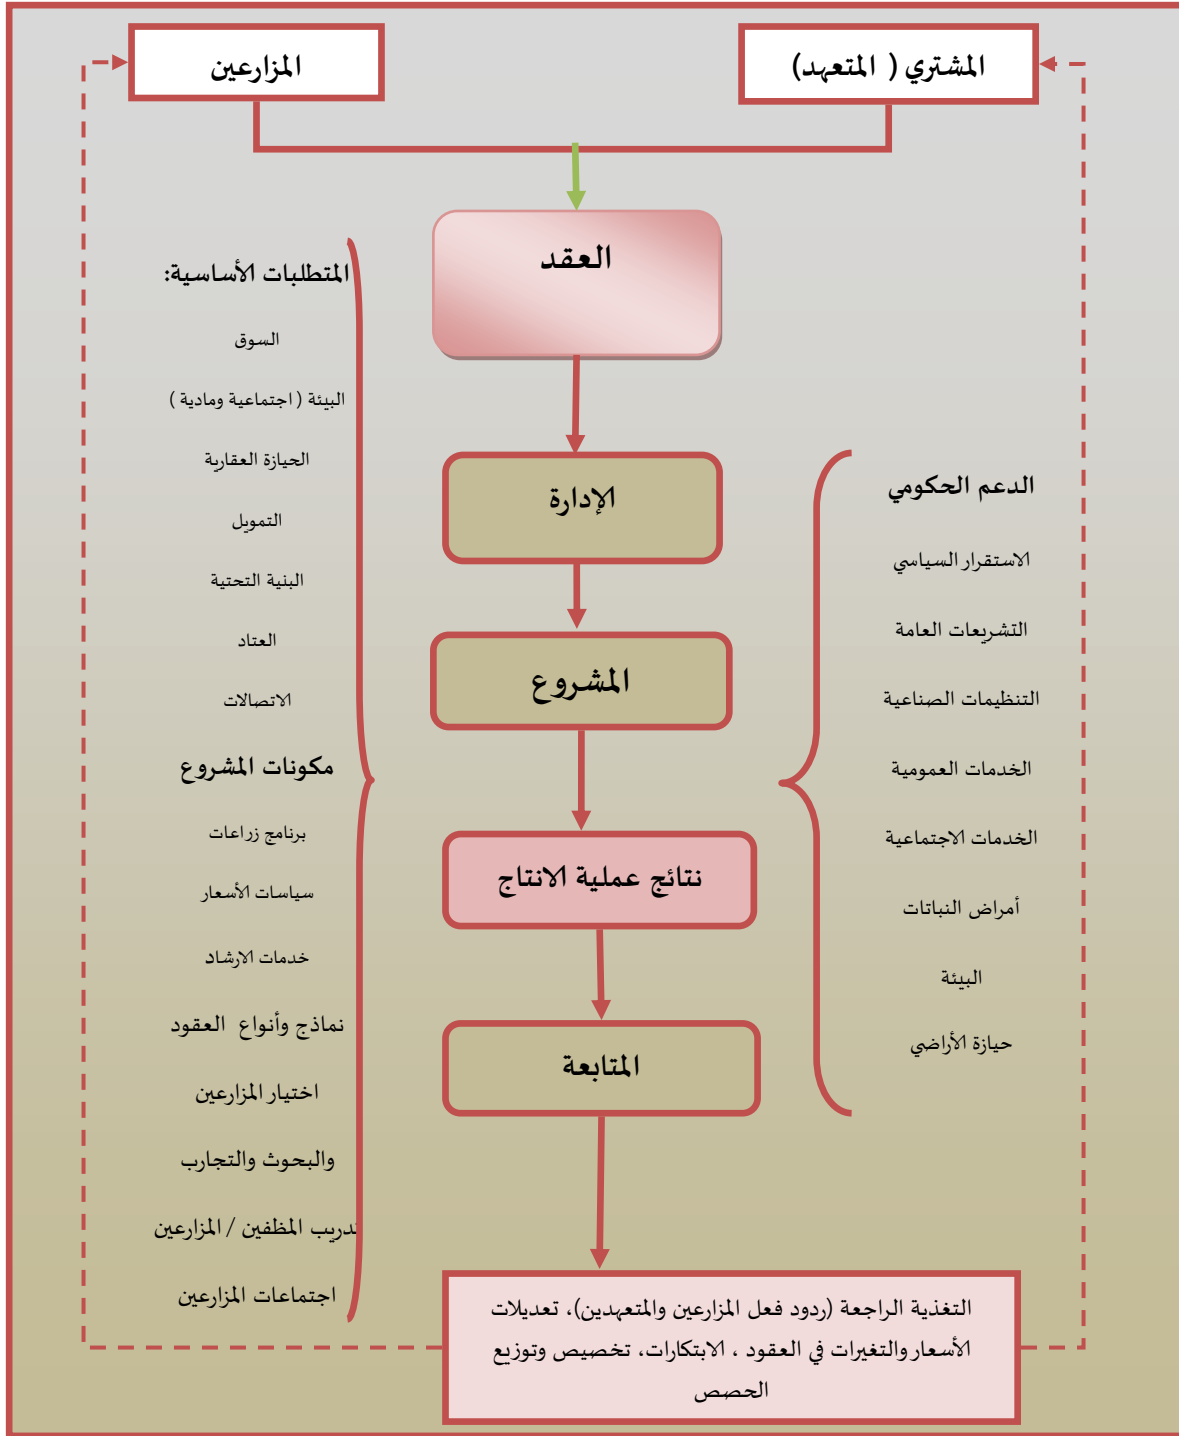 المشتري ( المتعهد)
المزارعين
العقد
الإدارة
المشروع
نتائج عملية الانتاج
المتابعة
التغذية الراجعة (ردود فعل المزارعين والمتعهدين)، تعديلات
الأسعار والتغيرات في العقود ، الابتكارات، تخصيص وتوزيع
الحصص
الدعم الحكومي
الاستقرار السياسي
التشريعات العامة
التنظيمات الصناعية
الخدمات العمومية
الخدمات الاجتماعية
أمراض النباتات
البيئة
حيازة الأراضي
المتطلبات الأساسية:
السوق
البيئة ( اجتماعية ومادية )
الحيازة العقارية
التمويل
البنية التحتية
العتاد
الاتصالات
مكونات المشروع
برنامج زراعات
سياسات الأسعار
خدمات الارشاد
نماذج وأنواع العقود
اختيار المزارعين
والبحوث والتجارب
تدريب المظفين / المزارعين
اجتماعات المزارعين